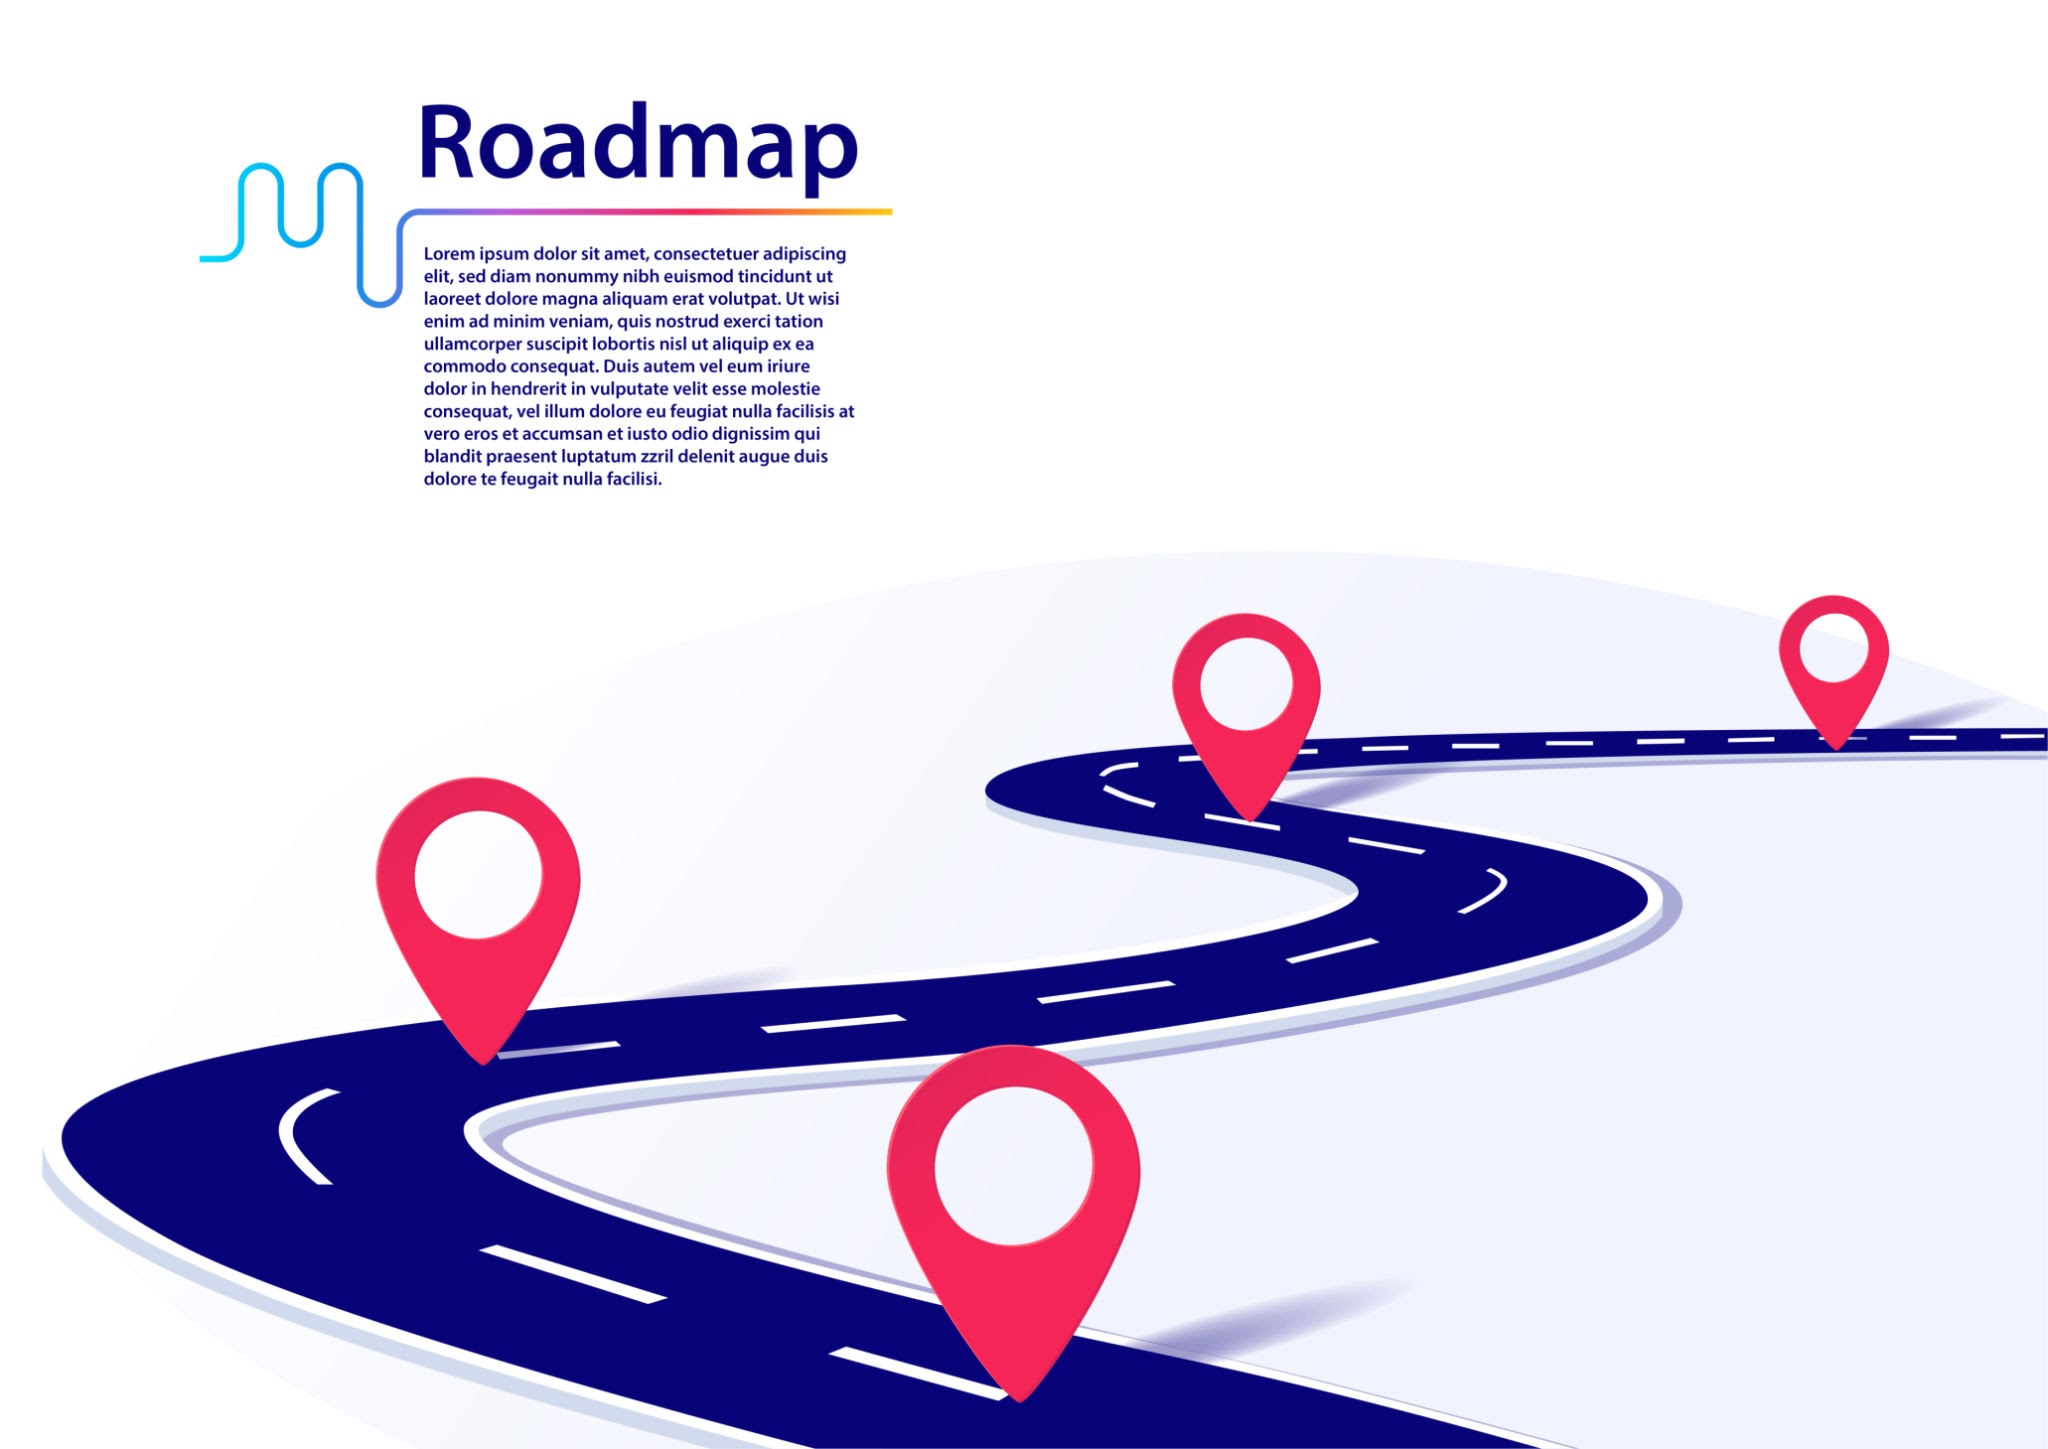 Roadmap
Lorem ipsum dolor sit amet, consectetuer adipiscing
elit, sed diam nonummy nibh euismod tincidunt ut
laoreet dolore magna aliquam erat volutpat. Ut wisi
enim ad minim veniam, quis nostrud exerci tation
ullamcorper suscipit lobortis nisl ut aliquip ex ea
commodo consequat. Duis autem vel eum iriure
dolor in hendrerit in vulputate velit esse molestie
consequat, vel illum dolore eu feugiat nulla facilisis at
vero eros et accumsan et iusto odio dignissim qui
blandit praesent luptatum zzril delenit augue duis
dolore te feugait nulla facilisi.